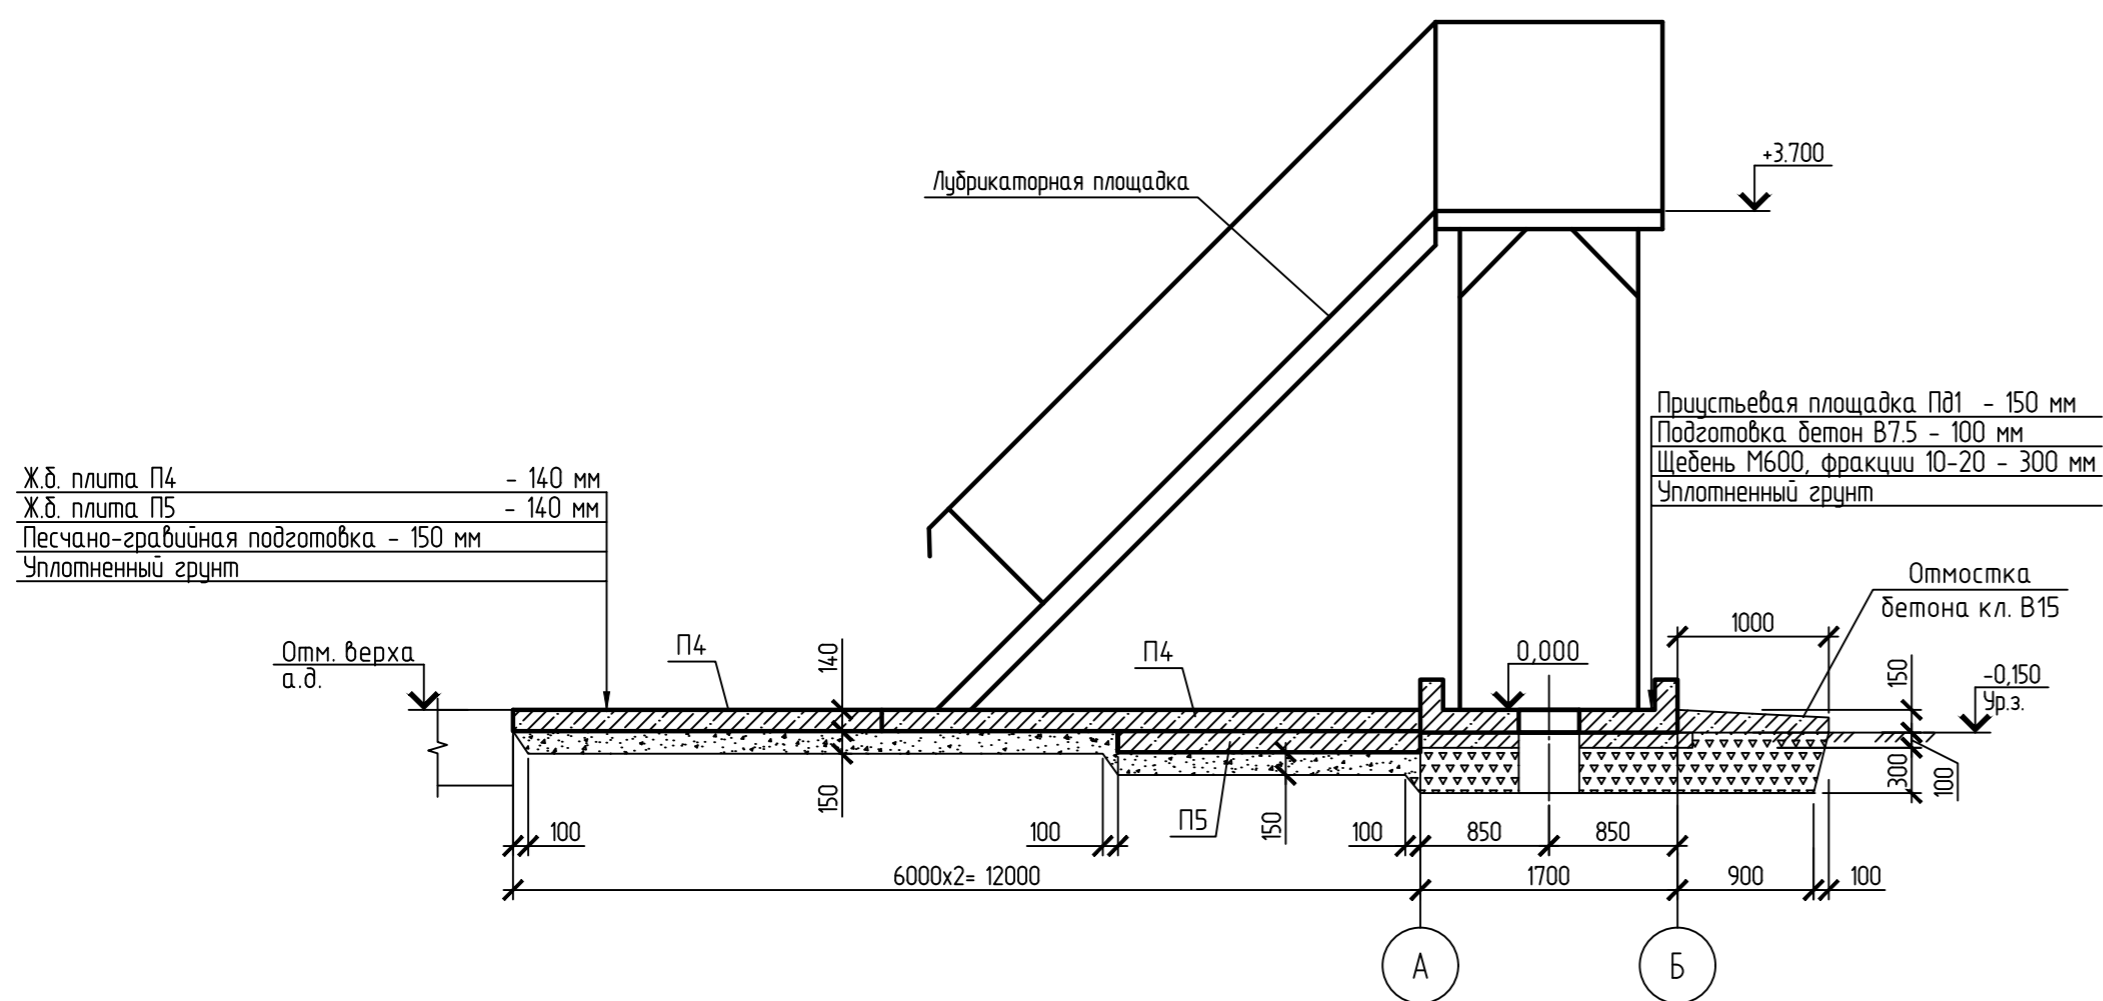 +3.700
Лубрикаторная площадка
Приустьевая площадка Пд1 - 150 мм
Подготовка бетон В7.5 - 100 мм
Щебень М600, фракции 10-20 - 300 мм
Уплотненный грунт
Ж.б. плита П4 - 140 мм
Ж.б. плита П5 - 140 мм
Песчано-гравийная подготовка - 150 мм
Уплотненный грунт
Отмостка
бетона кл. В15
Отм. верха
а.д.
П4
140
П4
0,000
1000
150
-0,150
Ур.з.
150
П5
150
300
100
100
100
100
850
850
6000х2= 12000
1700
900
100
А
Б